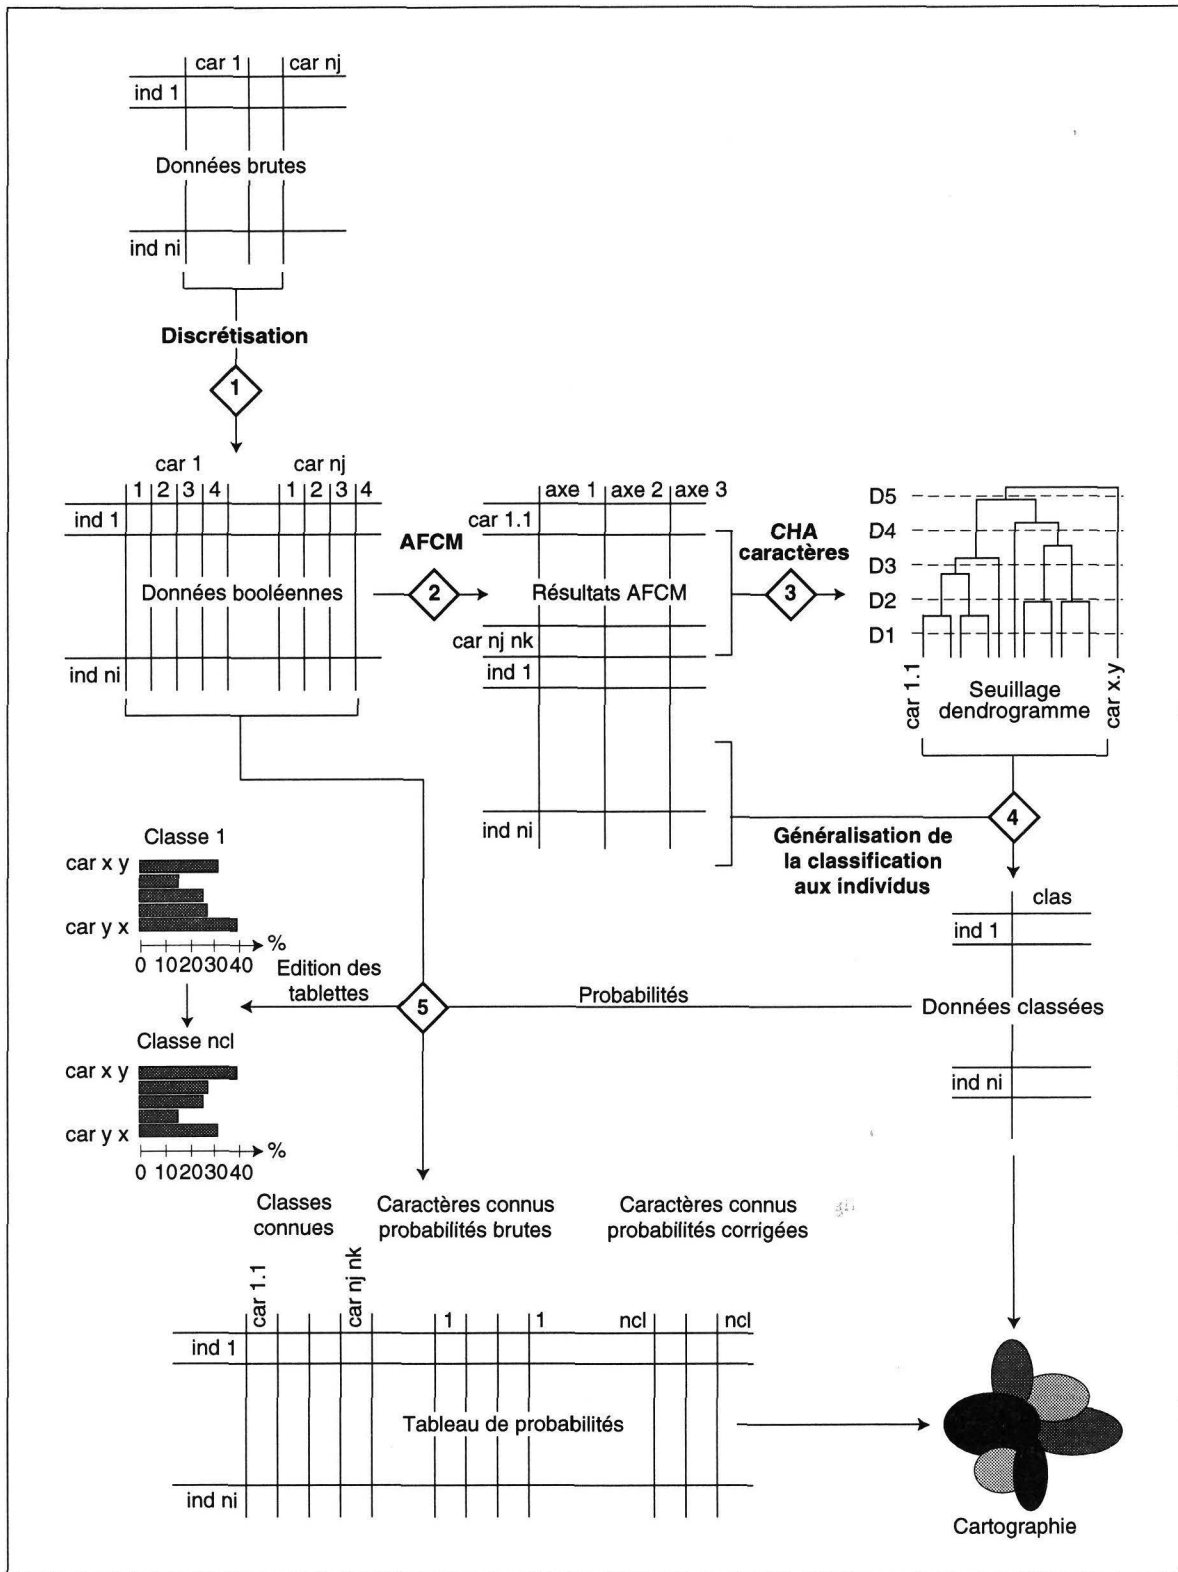 car 1 car nj
ind 1
Données brutes
ind ni
Discrétisation
1
car 1 car nj
1 2 3 4 1 2 3 4
ind 1
Données booléennes
ind ni
AFCM
2
axe 1 axe 2 axe 3
car 1.1
Résultats AFCM
car nj nk
ind 1
ind ni
CHA
caractères
3
D5
D4
D3
D2
D1
car 1.1
Seuillage
dendrogramme
car x.y
4
Généralisation de
la classification
aux individus
clas
ind 1
Données classées
ind ni
Classe 1
car x y
car y x
%
0 10 20 30 40
Edition des
tablettes
5
Probabilités
Classe ncl
car x y
car y x
%
0 10 20 30 40
Classes
connues
Caractères connus
probabilités brutes
Caractères connus
probabilités corrigées
car 1.1
car nj nk
1 1 ncl ncl
ind 1
Tableau de probabilités
ind ni
Cartographie